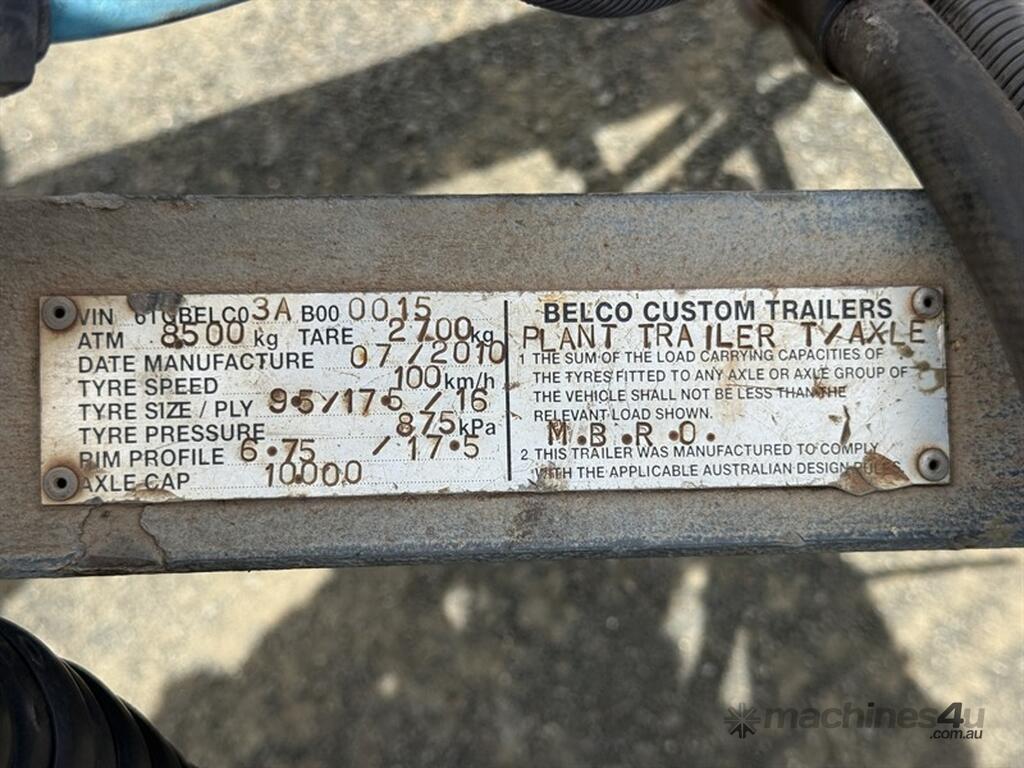 VIN 6T9BELC03A B00 0015
ATM 8500 kg TARE 2700 kg
DATE MANUFACTURE 07/2010
TYRE SPEED 100 km/h
TYRE SIZE / PLY 9.5/17.5 /16
TYRE PRESSURE 875 kPa
RIM PROFILE 6.75 / 17.5
AXLE CAP 10000
BELCO CUSTOM TRAILERS
PLANT TRAILER T/AXLE
1 THE SUM OF THE LOAD CARRYING CAPACITIES OF
THE TYRES FITTED TO ANY AXLE OR AXLE GROUP OF
THE VEHICLE SHALL NOT BE LESS THAN THE
RELEVANT LOAD SHOWN.
M.B.R.O. /
2 THIS TRAILER WAS MANUFACTURED TO COMPLY
WITH THE APPLICABLE AUSTRALIAN DESIGN RULES
machines4u
.com.au